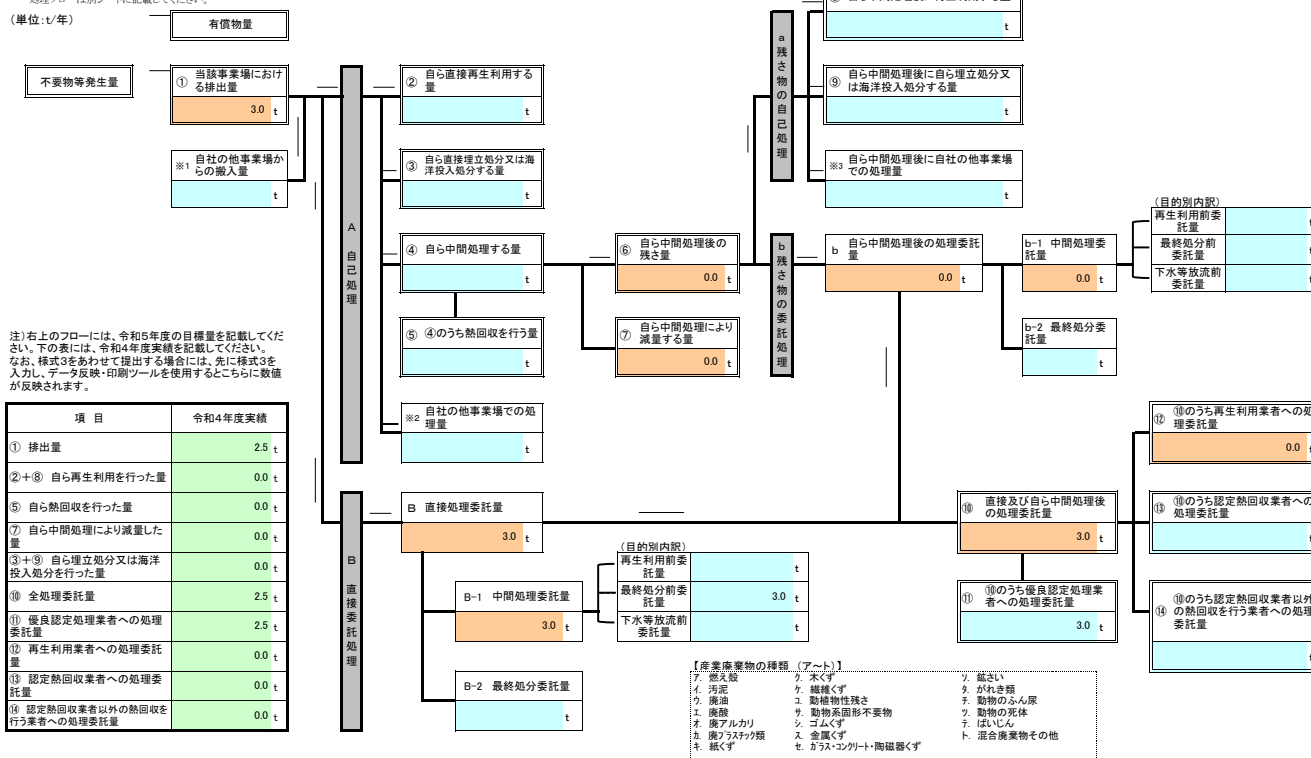 (単位:t/年)
有償物量
不要物等発生量
① 当該事業場におけ
る排出量
3.0 t
※1 自社の他事業場か
らの搬入量
t
A
自
己
処
理
② 自ら直接再生利用する
量
t
③ 自ら直接埋立処分又は海
洋投入処分する量
t
④ 自ら中間処理する量
t
⑤ ④のうち熱回収を行う量
t
※2 自社の他事業場での処
理量
t
⑥ 自ら中間処理後の
残さ量
0.0 t
⑦ 自ら中間処理により
減量する量
0.0 t
a
残
さ
物
の
自
己
処
理
t
⑨ 自ら中間処理後に自ら埋立処分又
は海洋投入処分する量
t
※3 自ら中間処理後に自社の他事業場
での処理量
t
b
残
さ
物
の
委
託
処
理
b 自ら中間処理後の処理委託
量
0.0 t
b-1 中間処理委
託量
0.0 t
b-2 最終処分委
託量
t
(目的別内訳)
再生利用前委
託量
最終処分前
委託量
下水等放流前
委託量
注)右上のフローには、令和5年度の目標量を記載してくだ
さい。下の表には、令和4年度実績を記載してください。
なお、様式3をあわせて提出する場合には、先に様式3を
入力し、データ反映・印刷ツールを使用するとこちらに数値
が反映されます。
項 目 令和4年度実績
① 排出量 2.5 t
②+⑧ 自ら再生利用を行った量 0.0 t
⑤ 自ら熱回収を行った量 0.0 t
⑦ 自ら中間処理により減量した
量 0.0 t
③+⑨ 自ら埋立処分又は海洋
投入処分を行った量 0.0 t
⑩ 全処理委託量 2.5 t
⑪ 優良認定処理業者への処理
委託量 2.5 t
⑫ 再生利用業者への処理委託
量 0.0 t
⑬ 認定熱回収業者への処理委
託量 0.0 t
⑭ 認定熱回収業者以外の熱回収を
行う業者への処理委託量 0.0 t
B
直
接
委
託
処
理
B 直接処理委託量
3.0 t
B-1 中間処理委託量
3.0 t
B-2 最終処分委託量
t
(目的別内訳)
再生利用前委
託量 t
最終処分前委
託量 3.0 t
下水等放流前
委託量 t
⑩ 直接及び自ら中間処理後
の処理委託量
3.0 t
⑪ ⑩のうち優良認定処理業
者への処理委託量
3.0 t
⑫ ⑩のうち再生利用業者への処
理委託量
0.0 t
⑬ ⑩のうち認定熱回収業者への
処理委託量
⑭ ⑩のうち認定熱回収業者以外
の熱回収を行う業者への処理
委託量
【産業廃棄物の種類 (ア~ト)】
ア. 燃え殻 ク. 木くず ソ. 鉱さい
イ. 汚泥 ケ. 繊維くず タ. がれき類
ウ. 廃油 コ. 動植物性残さ チ. 動物のふん尿
エ. 廃酸 サ. 動物系固形不要物 ツ. 動物の死体
オ. 廃アルカリ シ. ゴムくず テ. ばいじん
カ. 廃プラスチック類 ス. 金属くず ト. 混合廃棄物その他
キ. 紙くず セ. ガラス・コンクリート・陶磁器くず